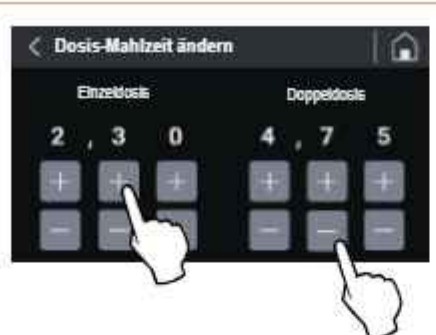 Dosis-Mahlzeit ändern
Einzeldosis Doppeldosis
2 , 3 0 4 , 7 5
+ + + + + +
− − − − −